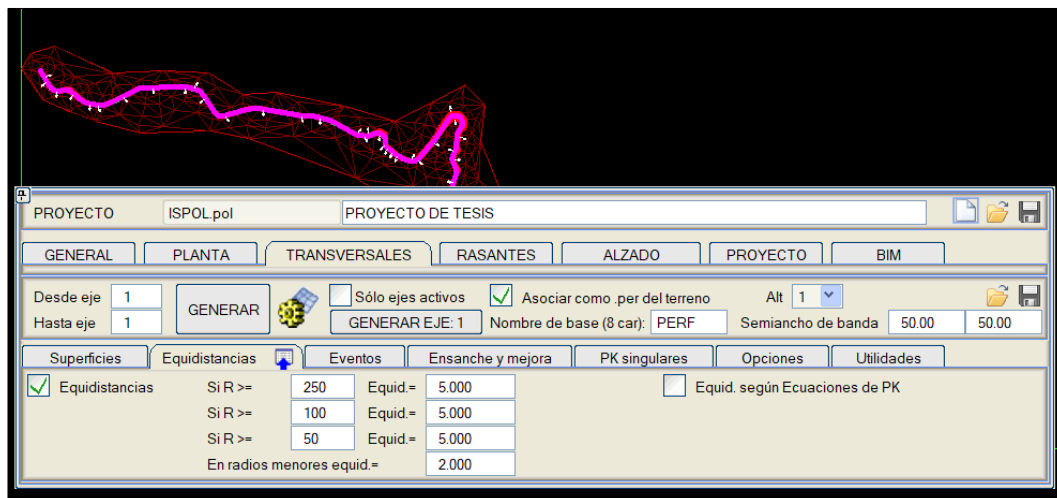 PROYECTO ISPOL.pol PROYECTO DE TESIS
GENERAL PLANTA TRANSVERSALES RASANTES ALZADO PROYECTO BIM
Desde eje 1 GENERAR Sólo ejes activos Asociar como .per del terreno Alt 1
Hasta eje 1 GENERAR EJE: 1 Nombre de base (8 car): PERF Semiancho de banda 50.00 50.00
Superficies Equidistancias Eventos Ensanche y mejora PK singulares Opciones Utilidades
Equidistancias Si R >= 250 Equid.= 5.000 Equid. según Ecuaciones de PK
Si R >= 100 Equid.= 5.000
Si R >= 50 Equid.= 5.000
En radios menores equid.= 2.000